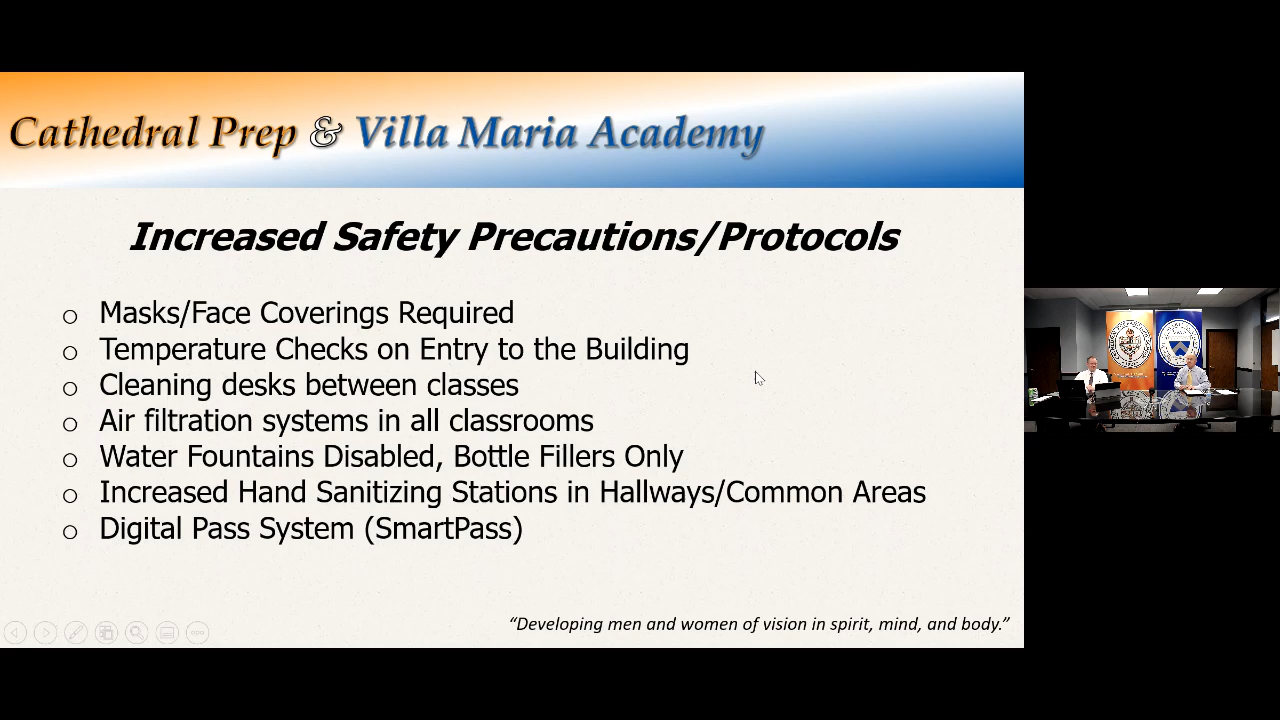 Cathedral Prep & Villa Maria Academy
Increased Safety Precautions/Protocols
o Masks/Face Coverings Required
o Temperature Checks on Entry to the Building
o Cleaning desks between classes
o Air filtration systems in all classrooms
o Water Fountains Disabled, Bottle Fillers Only
o Increased Hand Sanitizing Stations in Hallways/Common Areas
o Digital Pass System (SmartPass)
“Developing men and women of vision in spirit, mind, and body.”